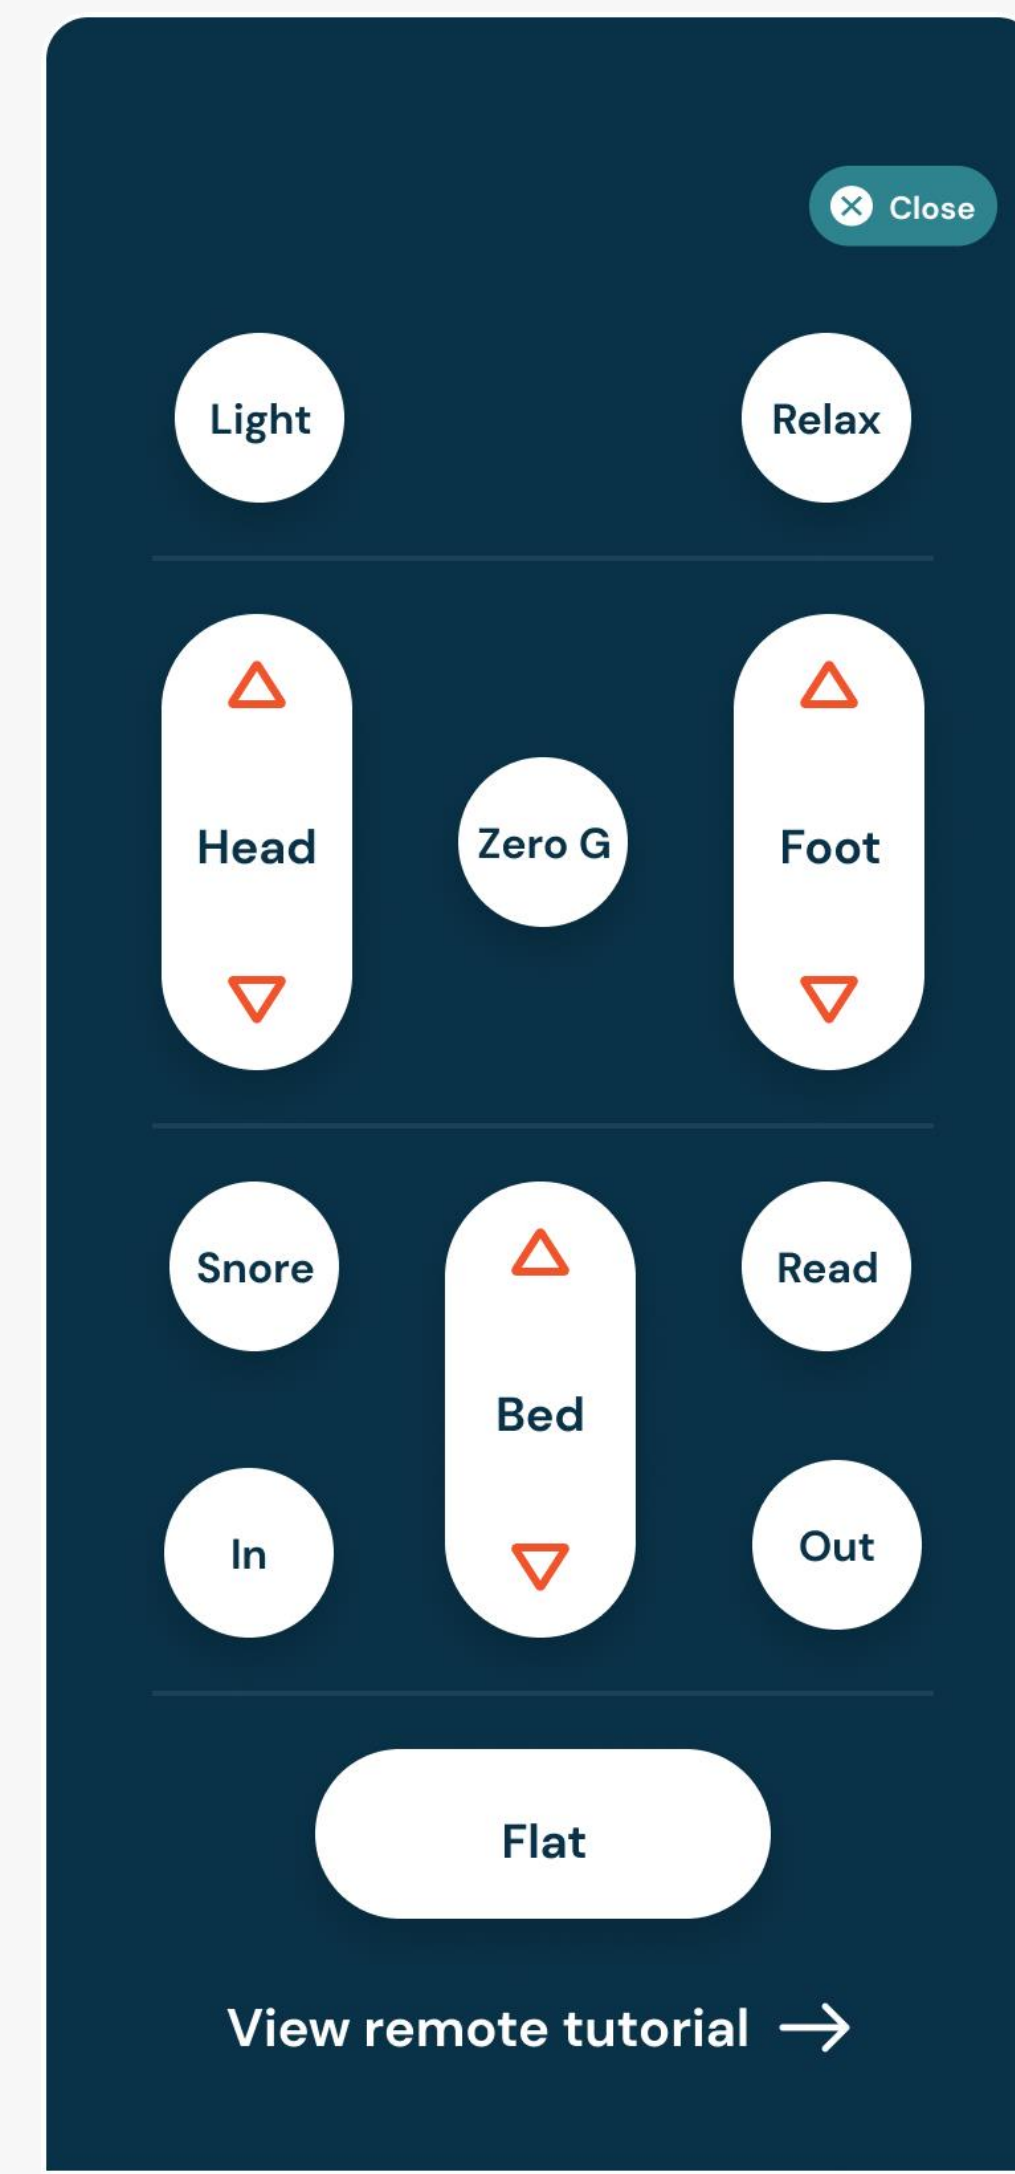 Close
Light
Relax
Head
Zero G
Foot
Snore
Read
Bed
In
Out
Flat
View remote tutorial